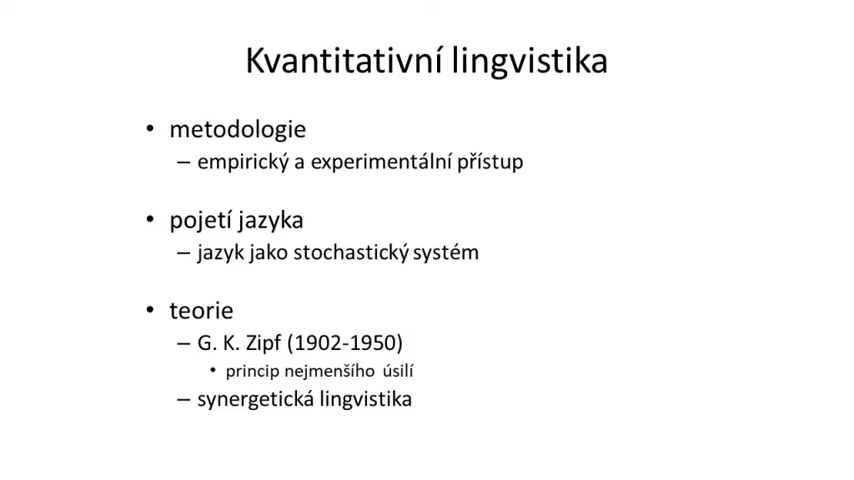 Kvantitativní lingvistika
• metodologie
– empirický a experimentální přístup
• pojetí jazyka
– jazyk jako stochastický systém
• teorie
– G. K. Zipf (1902-1950)
• princip nejmenšího úsilí
– synergetická lingvistika